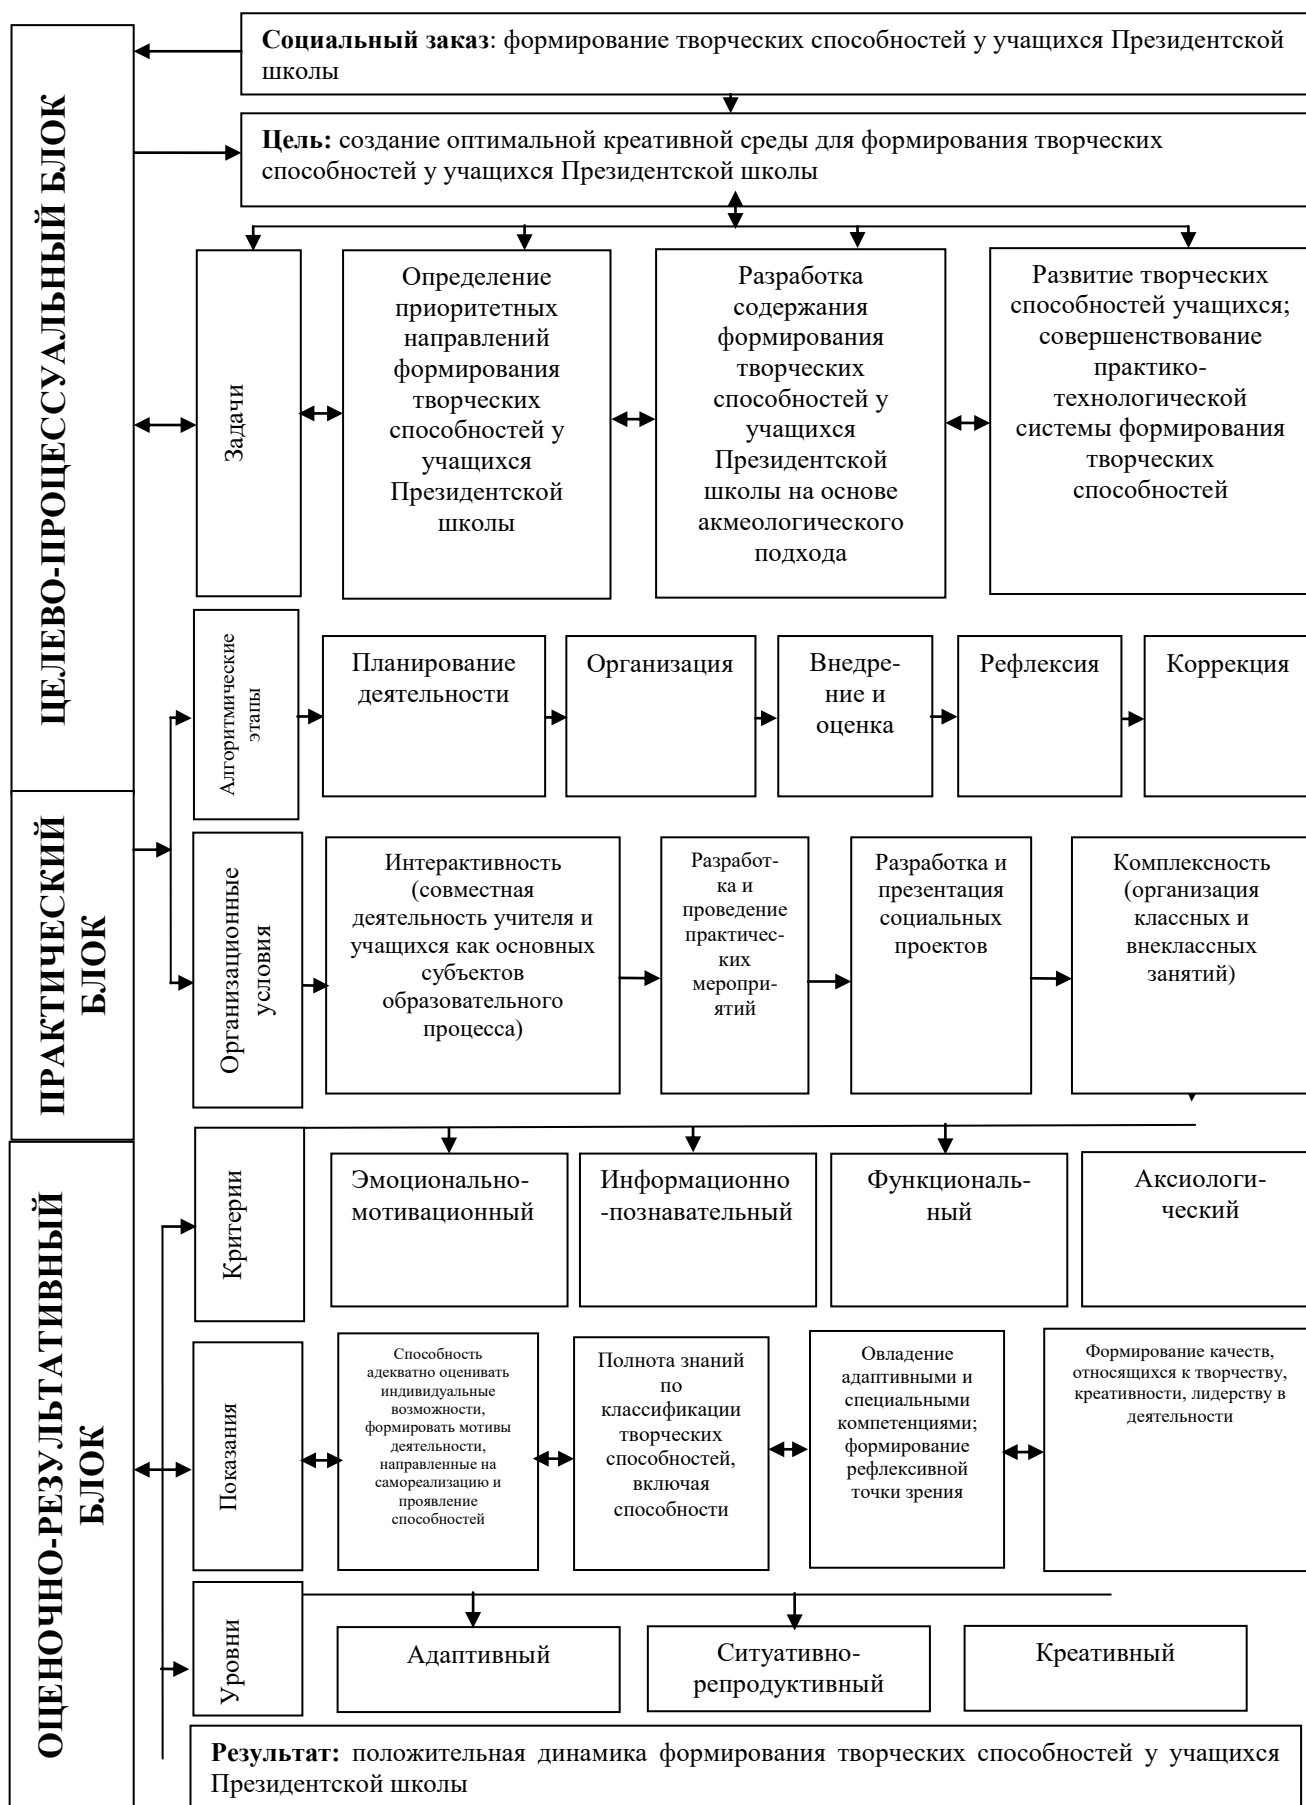 ЦЕЛЕВО-ПРОЦЕССУАЛЬНЫЙ БЛОК
Социальный заказ: формирование творческих способностей у учащихся Президентской
школы
Цель: создание оптимальной креативной среды для формирования творческих
способностей у учащихся Президентской школы
Задачи
Определение
приоритетных
направлений
формирования
творческих
способностей у
учащихся
Президентской
школы
Разработка
содержания
формирования
творческих
способностей у
учащихся
Президентской
школы на основе
акмеологического
подхода
Развитие творческих
способностей учащихся;
совершенствование
практико-
технологической
системы формирования
творческих
способностей
Алгоритмические
этапы
Планирование
деятельности
Организация
Внедре-
ние и
оценка
Рефлексия
Коррекция
ПРАКТИЧЕСКИЙ
БЛОК
Организационные
условия
Интерактивность
(совместная
деятельность учителя и
учащихся как основных
субъектов
образовательного
процесса)
Разработ-
ка и
проведение
практичес-
ких
меропри-
ятий
Разработка и
презентация
социальных
проектов
Комплексность
(организация
классных и
внеклассных
занятий)
ОЦЕНОЧНО-РЕЗУЛЬТАТИВНЫЙ
БЛОК
Критерии
Эмоционально-
мотивационный
Информационно
-познавательный
Функциональ-
ный
Аксиологи-
ческий
Показания
Способность
адекватно оценивать
индивидуальные
возможности,
формировать мотивы
деятельности,
направленные на
самореализацию и
проявление
способностей
Полнота знаний
по
классификации
творческих
способностей,
включая
способности
Овладение
адаптивными и
специальными
компетенциями;
формирование
рефлексивной
точки зрения
Формирование качеств,
относящихся к творчеству,
креативности, лидерству в
деятельности
Уровни
Адаптивный
Ситуативно-
репродуктивный
Креативный
Результат: положительная динамика формирования творческих способностей у учащихся
Президентской школы